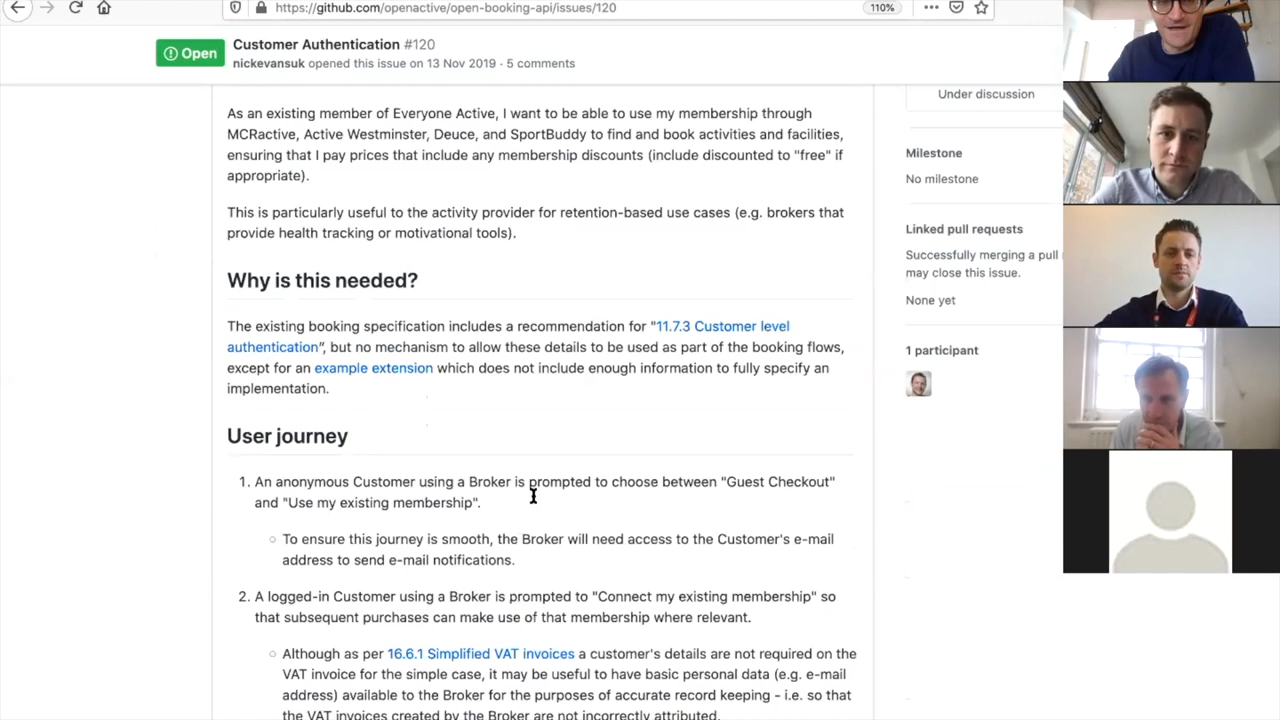 https://github.com/openactive/open-booking-api/issues/120
110%
Open
Customer Authentication #120
nickevansuk opened this issue on 13 Nov 2019 · 5 comments
As an existing member of Everyone Active, I want to be able to use my membership through
MCRactive, Active Westminster, Deuce, and SportBuddy to find and book activities and facilities,
ensuring that I pay prices that include any membership discounts (include discounted to "free" if
appropriate).
This is particularly useful to the activity provider for retention-based use cases (e.g. brokers that
provide health tracking or motivational tools).
Why is this needed?
The existing booking specification includes a recommendation for "11.7.3 Customer level
authentication", but no mechanism to allow these details to be used as part of the booking flows,
except for an example extension which does not include enough information to fully specify an
implementation.
User journey
1. An anonymous Customer using a Broker is prompted to choose between "Guest Checkout"
and "Use my existing membership".
○ To ensure this journey is smooth, the Broker will need access to the Customer's e-mail
address to send e-mail notifications.
2. A logged-in Customer using a Broker is prompted to "Connect my existing membership" so
that subsequent purchases can make use of that membership where relevant.
○ Although as per 16.6.1 Simplified VAT invoices a customer's details are not required on the
VAT invoice for the simple case, it may be useful to have basic personal data (e.g. e-mail
address) available to the Broker for the purposes of accurate record keeping - i.e. so that
the VAT invoices created by the Broker are not incorrectly attributed.
Under discussion
Milestone
No milestone
Linked pull requests
Successfully merging a pull
may close this issue.
None yet
1 participant